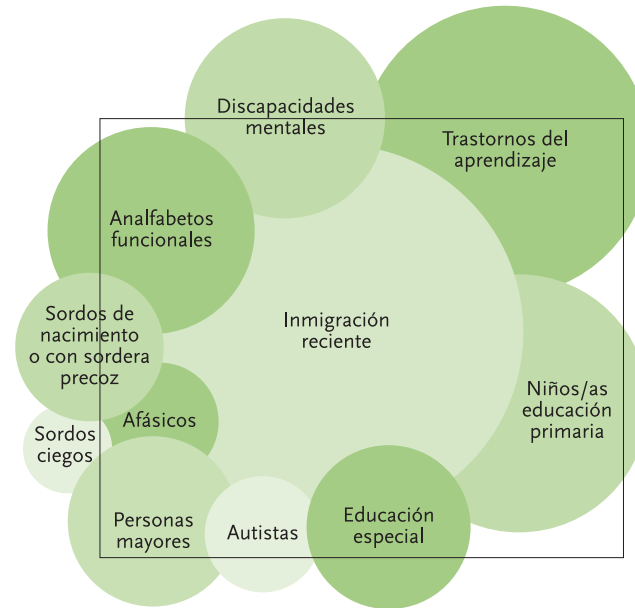 Discapacidades
mentales
Trastornos del
aprendizaje
Analfabetos
funcionales
Sordos de
nacimiento
o con sordera
precoz
Inmigración
reciente
Niños/as
educación
primaria
Afásicos
Sordos
ciegos
Personas
mayores
Autistas
Educación
especial